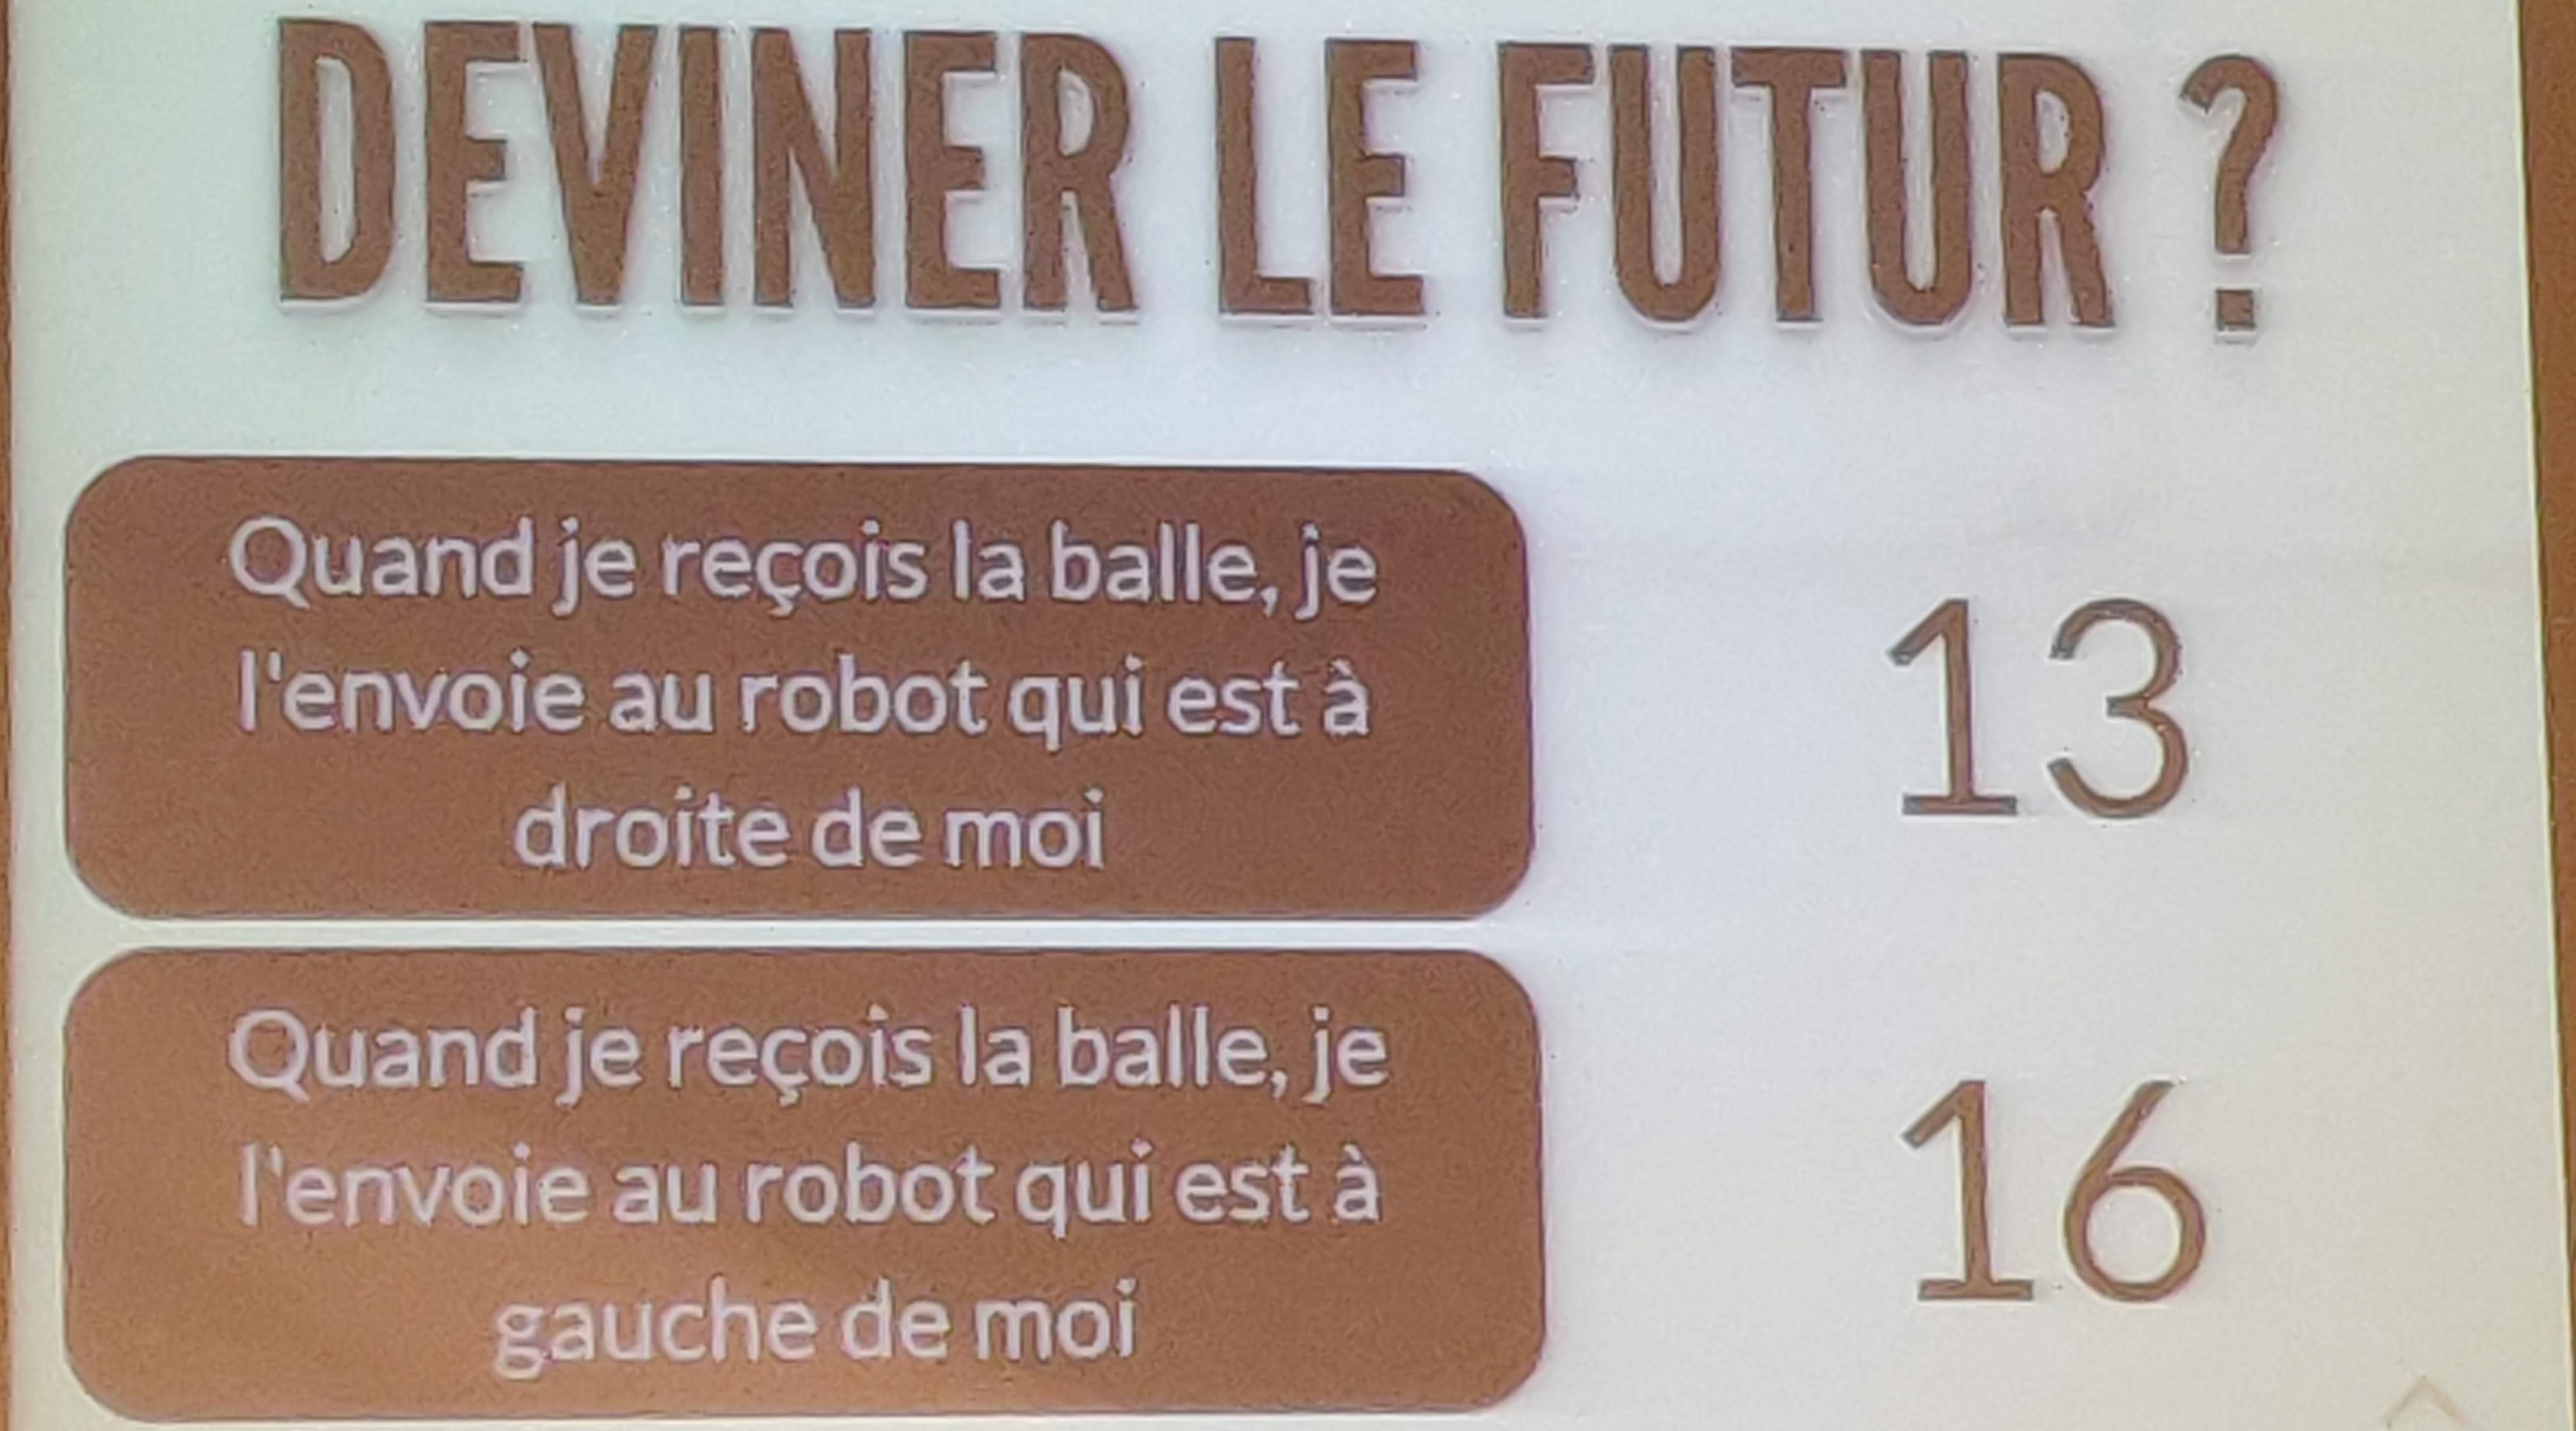 DEVINER LE FUTUR ?
Quand je reçois la balle, je
l'envoie au robot qui est à
droite de moi
13
Quand je reçois la balle, je
l'envoie au robot qui est à
gauche de moi
16